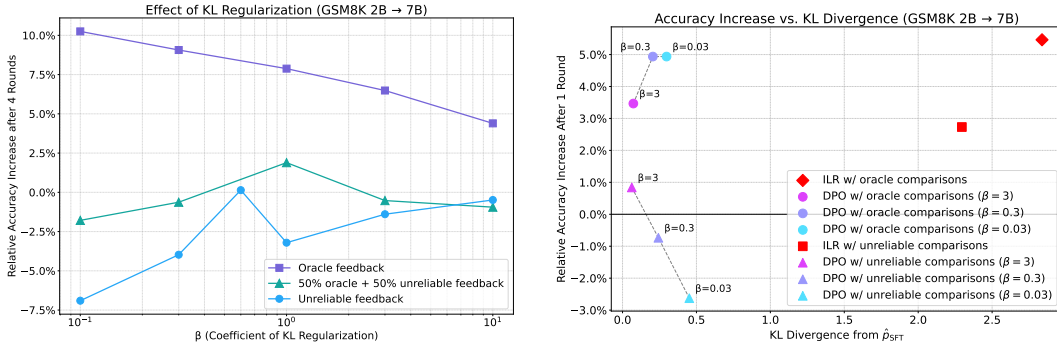 Effect of KL Regularization (GSM8K 2B → 7B)
Relative Accuracy Increase after 4 Rounds
10.0%
7.5%
5.0%
2.5%
0.0%
−2.5%
−5.0%
−7.5%
Oracle feedback
50% oracle + 50% unreliable feedback
Unreliable feedback
10⁻¹
10⁰
10¹
β (Coefficient of KL Regularization)
Accuracy Increase vs. KL Divergence (GSM8K 2B → 7B)
Relative Accuracy Increase After 1 Round
5.0%
4.0%
3.0%
2.0%
1.0%
0.0%
−1.0%
−2.0%
−3.0%
β=0.3
β=0.03
β=3
β=3
β=0.3
β=0.03
ILR w/ oracle comparisons
DPO w/ oracle comparisons (β = 3)
DPO w/ oracle comparisons (β = 0.3)
DPO w/ oracle comparisons (β = 0.03)
ILR w/ unreliable comparisons
DPO w/ unreliable comparisons (β = 3)
DPO w/ unreliable comparisons (β = 0.3)
DPO w/ unreliable comparisons (β = 0.03)
0.0
0.5
1.0
1.5
2.0
2.5
KL Divergence from p̂SFT